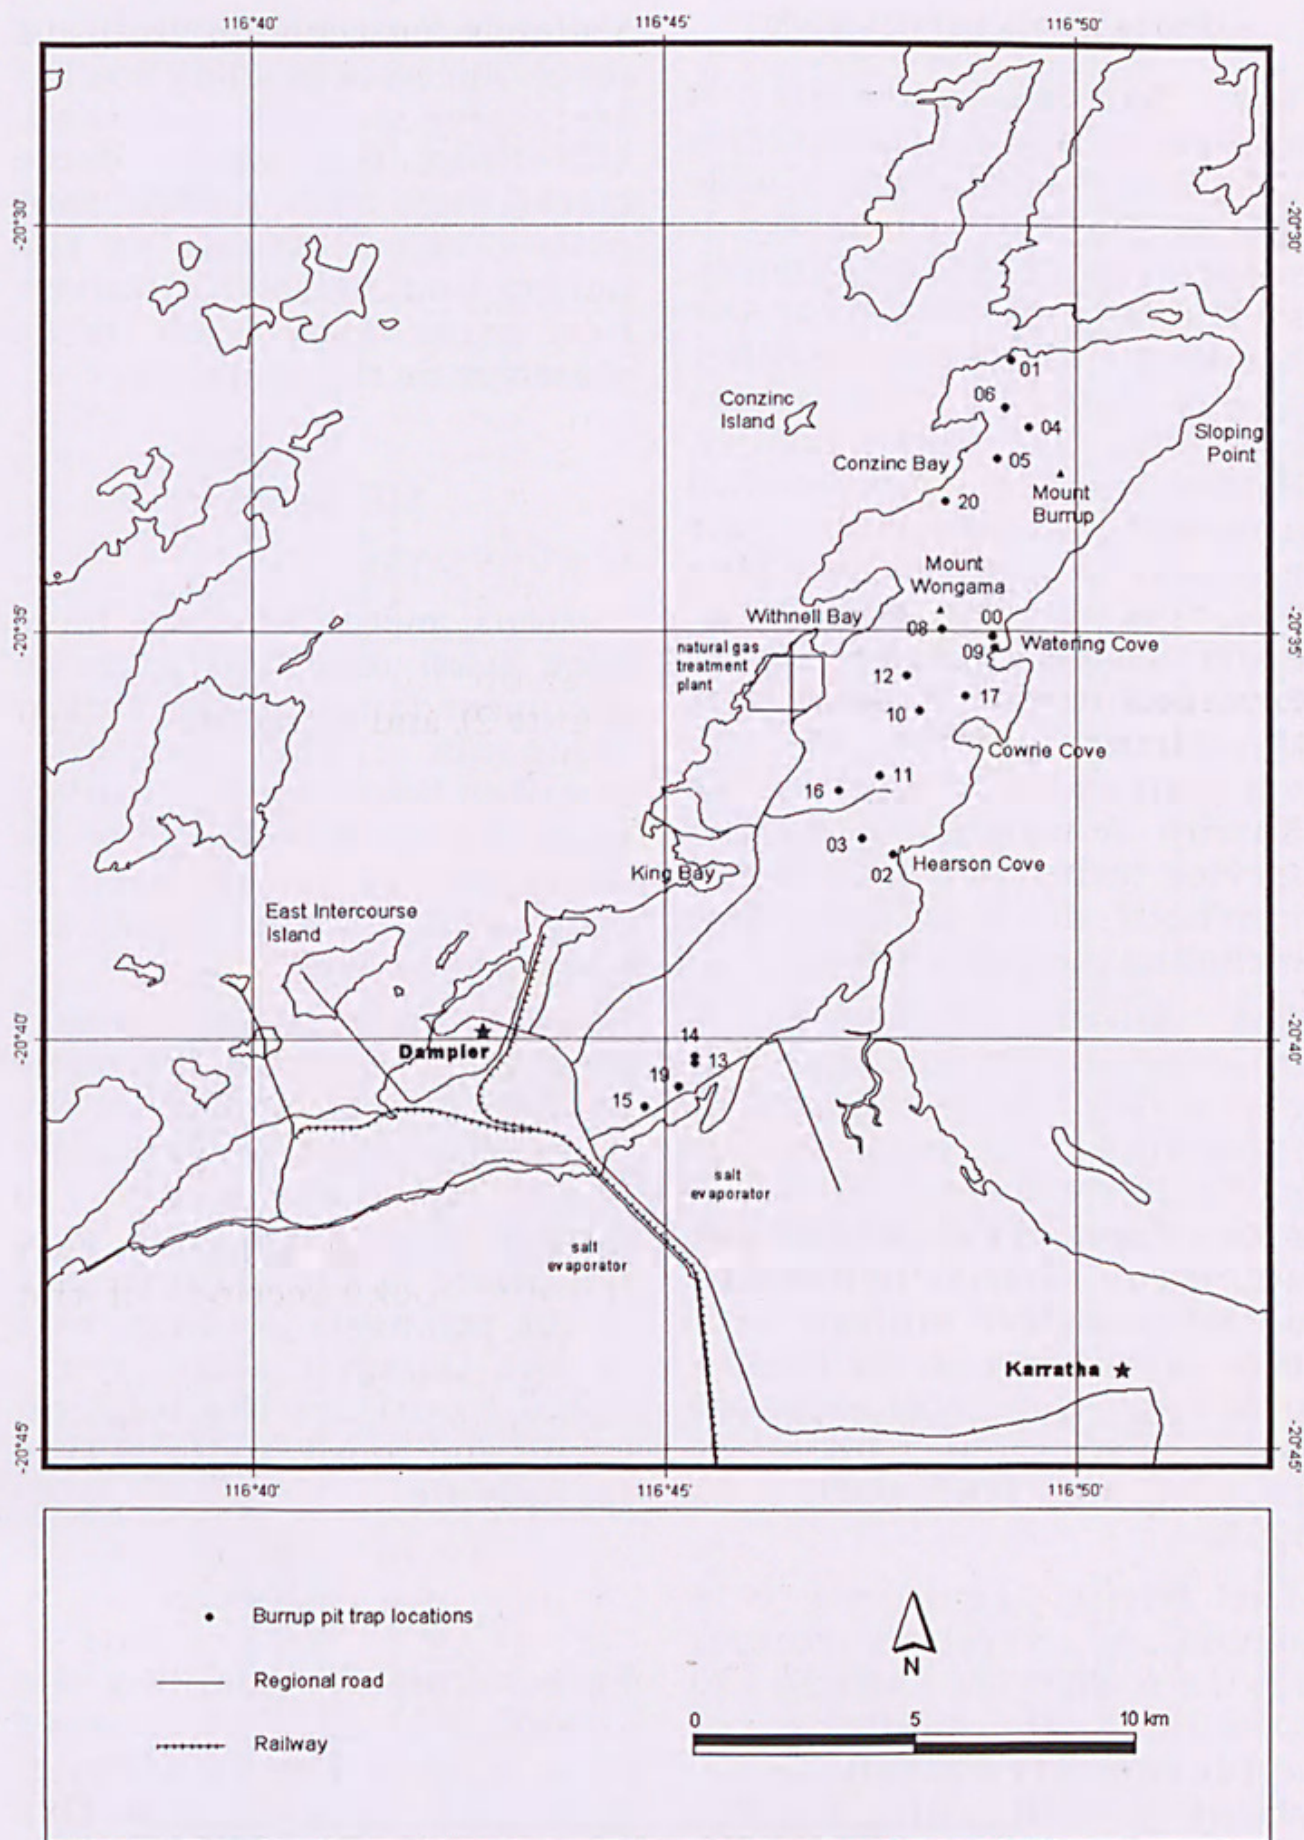 116°40'
116°45'
116°50'
-20°30'
-20°30'
01
06
Conzinc
Island
04
Sloping
Point
Conzinc Bay
05
Mount
Burrup
20
Mount
Wongama
Withnell Bay
00
-20°35'
08
-20°35'
09
Watering Cove
natural gas
treatment
plant
12
17
10
Cowrie Cove
11
16
03
Hearson Cove
King Bay
02
East Intercourse
Island
-20°40'
14
-20°40'
Dampier
13
19
15
salt
evaporator
salt
evaporator
Karratha
-20°45'
-20°45'
116°40'
116°45'
116°50'
Burrup pit trap locations
Regional road
N
0 5 10 km
Railway